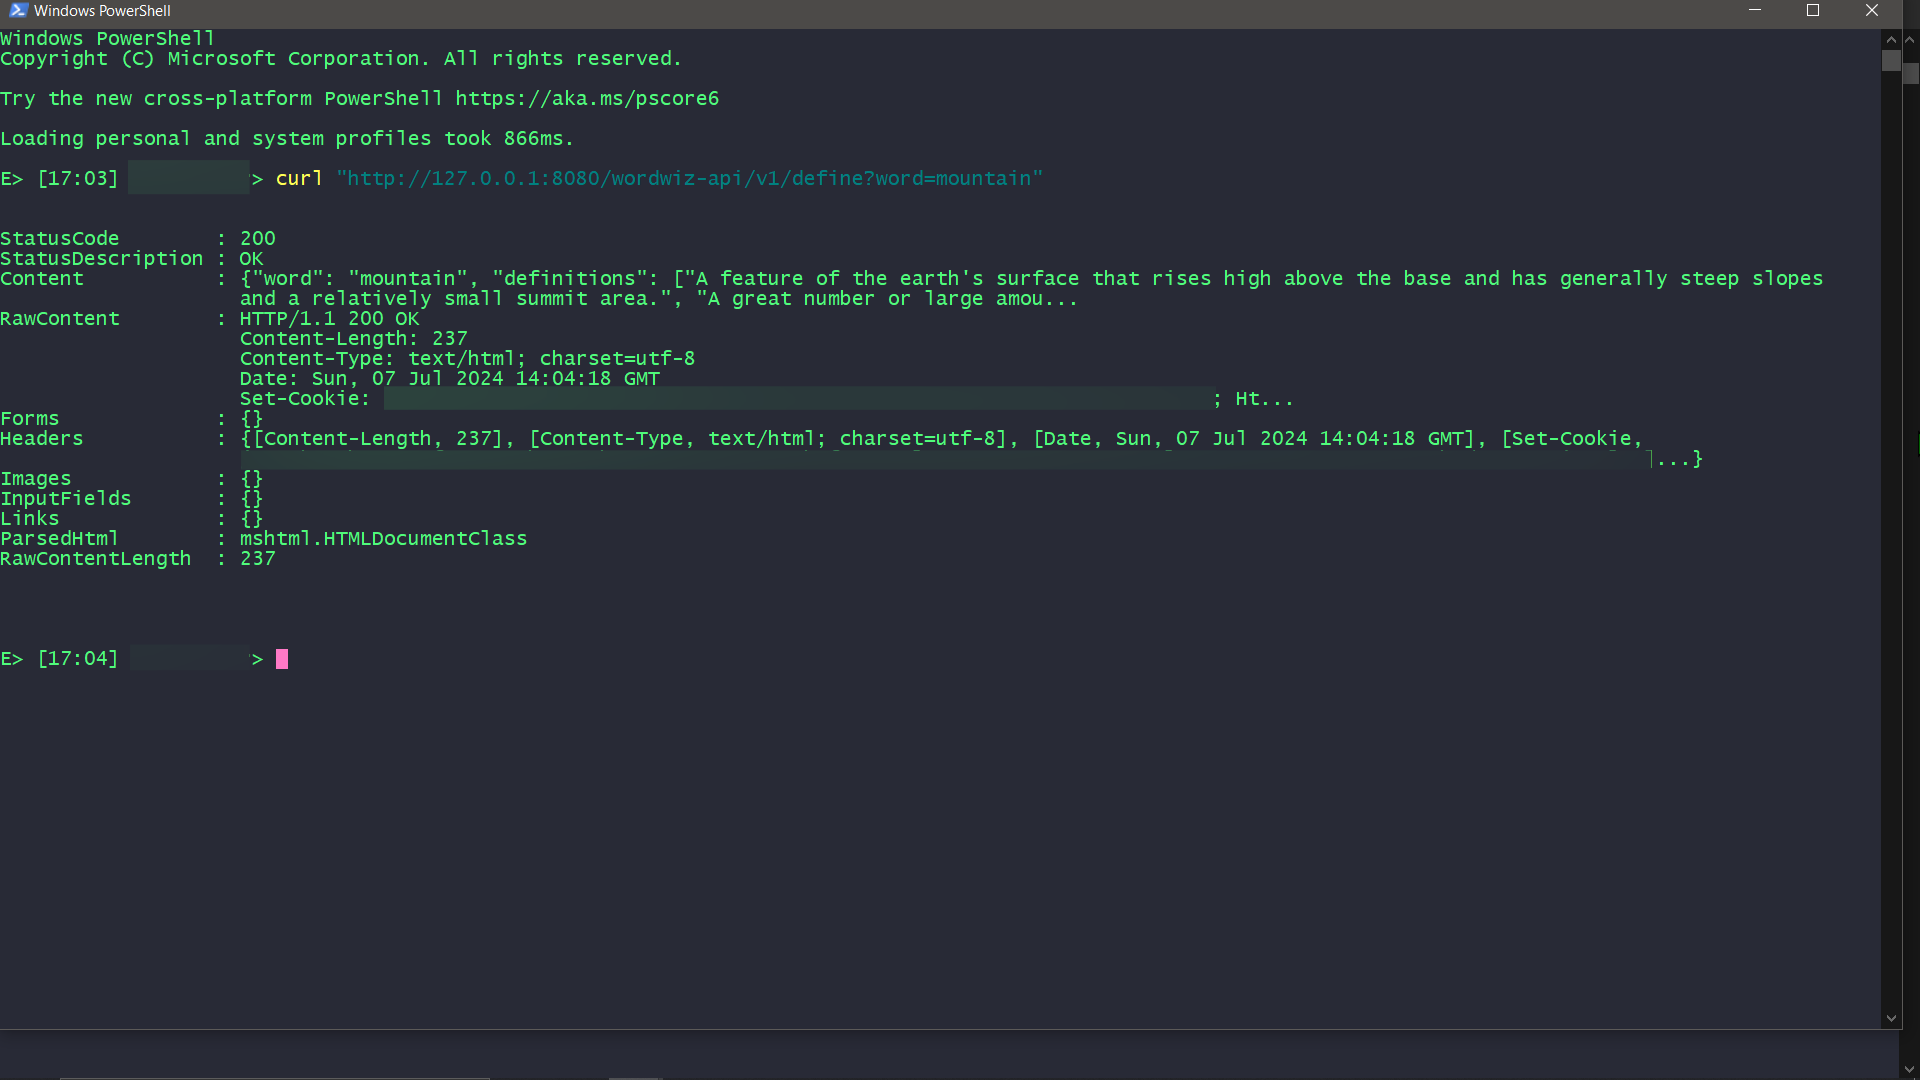 Windows PowerShell
Windows PowerShell
Copyright (C) Microsoft Corporation. All rights reserved.
Try the new cross-platform PowerShell https://aka.ms/pscore6
Loading personal and system profiles took 866ms.
E> [17:03] > curl "http://127.0.0.1:8080/wordwiz-api/v1/define?word=mountain"
StatusCode : 200
StatusDescription : OK
Content : {"word": "mountain", "definitions": ["A feature of the earth's surface that rises high above the base and has generally steep slopes
and a relatively small summit area.", "A great number or large amou...
RawContent : HTTP/1.1 200 OK
Content-Length: 237
Content-Type: text/html; charset=utf-8
Date: Sun, 07 Jul 2024 14:04:18 GMT
Set-Cookie: ; Ht...
Forms : {}
Headers : {[Content-Length, 237], [Content-Type, text/html; charset=utf-8], [Date, Sun, 07 Jul 2024 14:04:18 GMT], [Set-Cookie,
]...}
Images : {}
InputFields : {}
Links : {}
ParsedHtml : mshtml.HTMLDocumentClass
RawContentLength : 237
E> [17:04] >